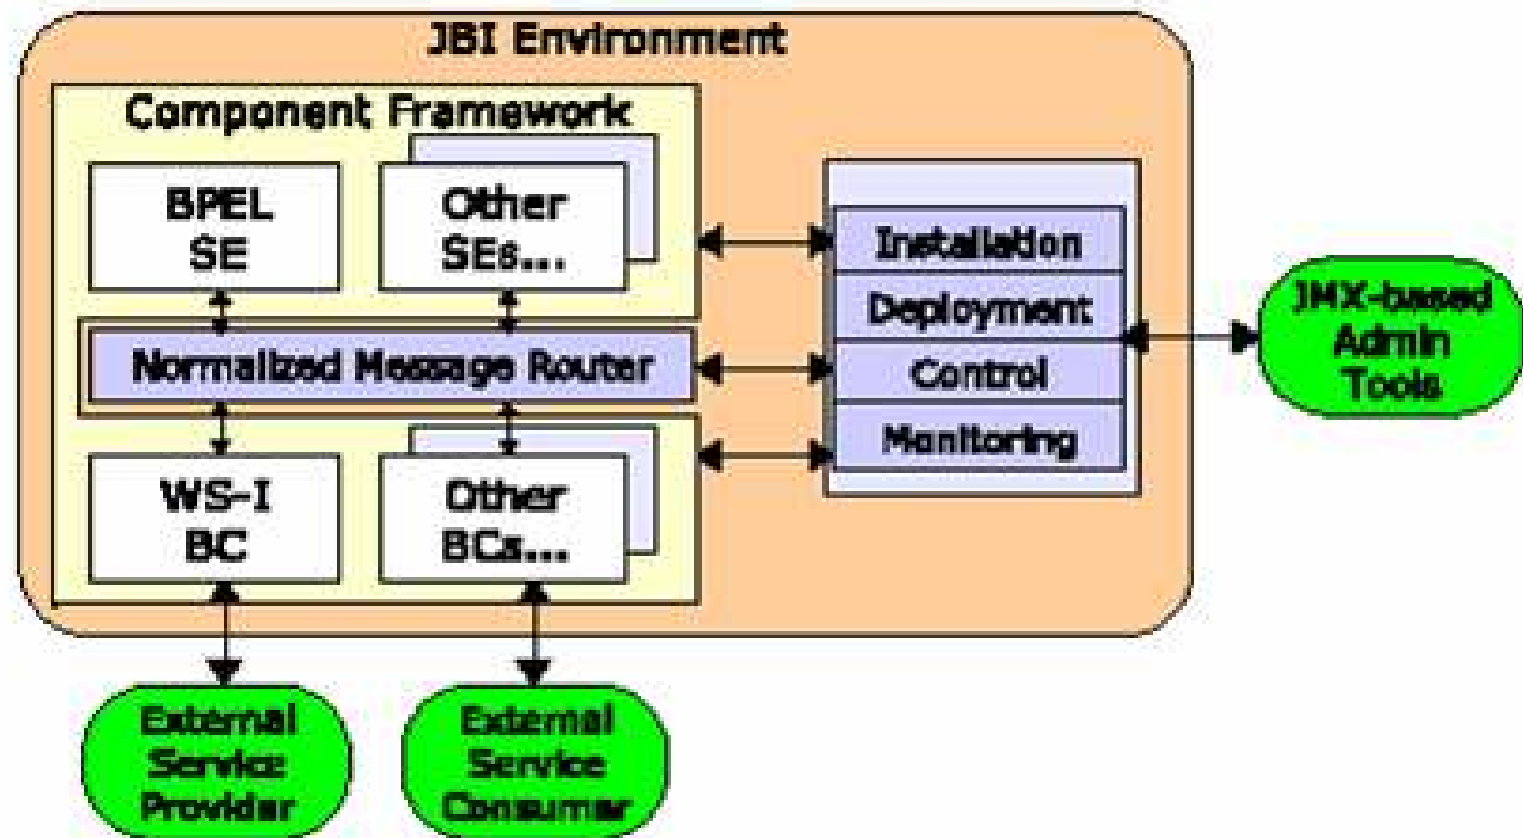 JBI Environment
Component Framework
BPEL
SE
Other
SEs...
Normalized Message Router
WS-I
BC
Other
BCs...
Installation
Deployment
Control
Monitoring
JMX-based
Admin
Tools
External
Service
Provider
External
Service
Consumer